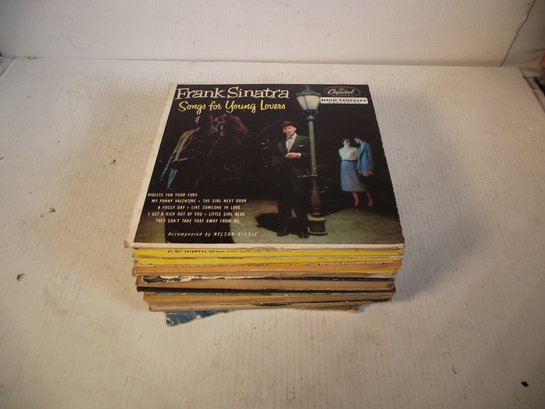 Frank Sinatra
Songs for Young Lovers
Capitol
HIGH FIDELITY
VIOLETS FOR YOUR FURS
MY FUNNY VALENTINE • THE GIRL NEXT DOOR
A FOGGY DAY • LIKE SOMEONE IN LOVE
I GET A KICK OUT OF YOU • LITTLE GIRL BLUE
THEY CAN'T TAKE THAT AWAY FROM ME
Accompanied by NELSON RIDDLE